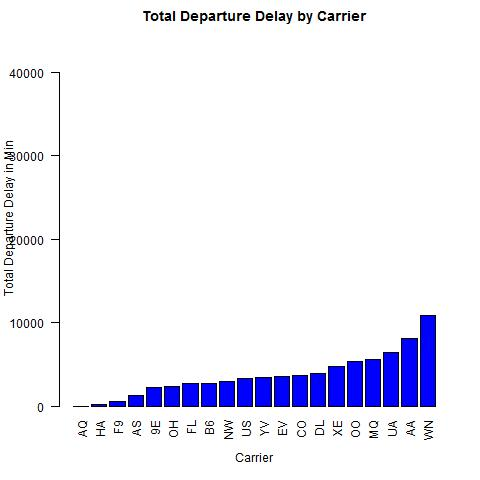 Total Departure Delay by Carrier
Total Departure Delay in Min
40000
30000
20000
10000
0
AQ HA F9 AS 9E OH FL B6 NW US YV EV CO DL XE OO MQ UA AA WN
Carrier